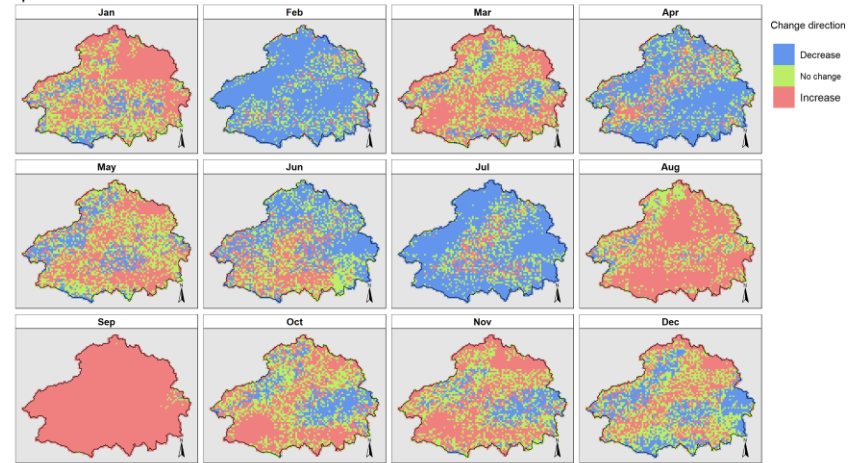 Jan
Feb
Mar
Apr
Change direction
Decrease
No change
Increase
May
Jun
Jul
Aug
Sep
Oct
Nov
Dec